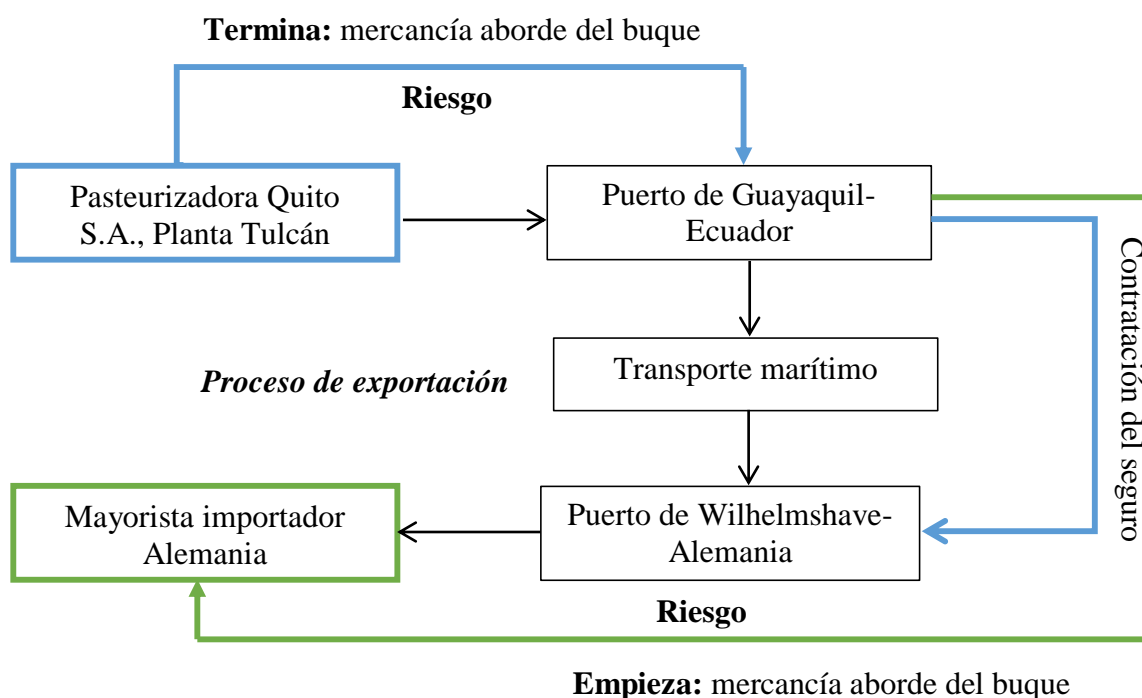 Termina: mercancía aborde del buque
Riesgo
Pasteurizadora Quito
S.A., Planta Tulcán
Puerto de Guayaquil-
Ecuador
Contratación del seguro
Proceso de exportación
Transporte marítimo
Mayorista importador
Alemania
Puerto de Wilhelmshave-
Alemania
Riesgo
Empieza: mercancía aborde del buque